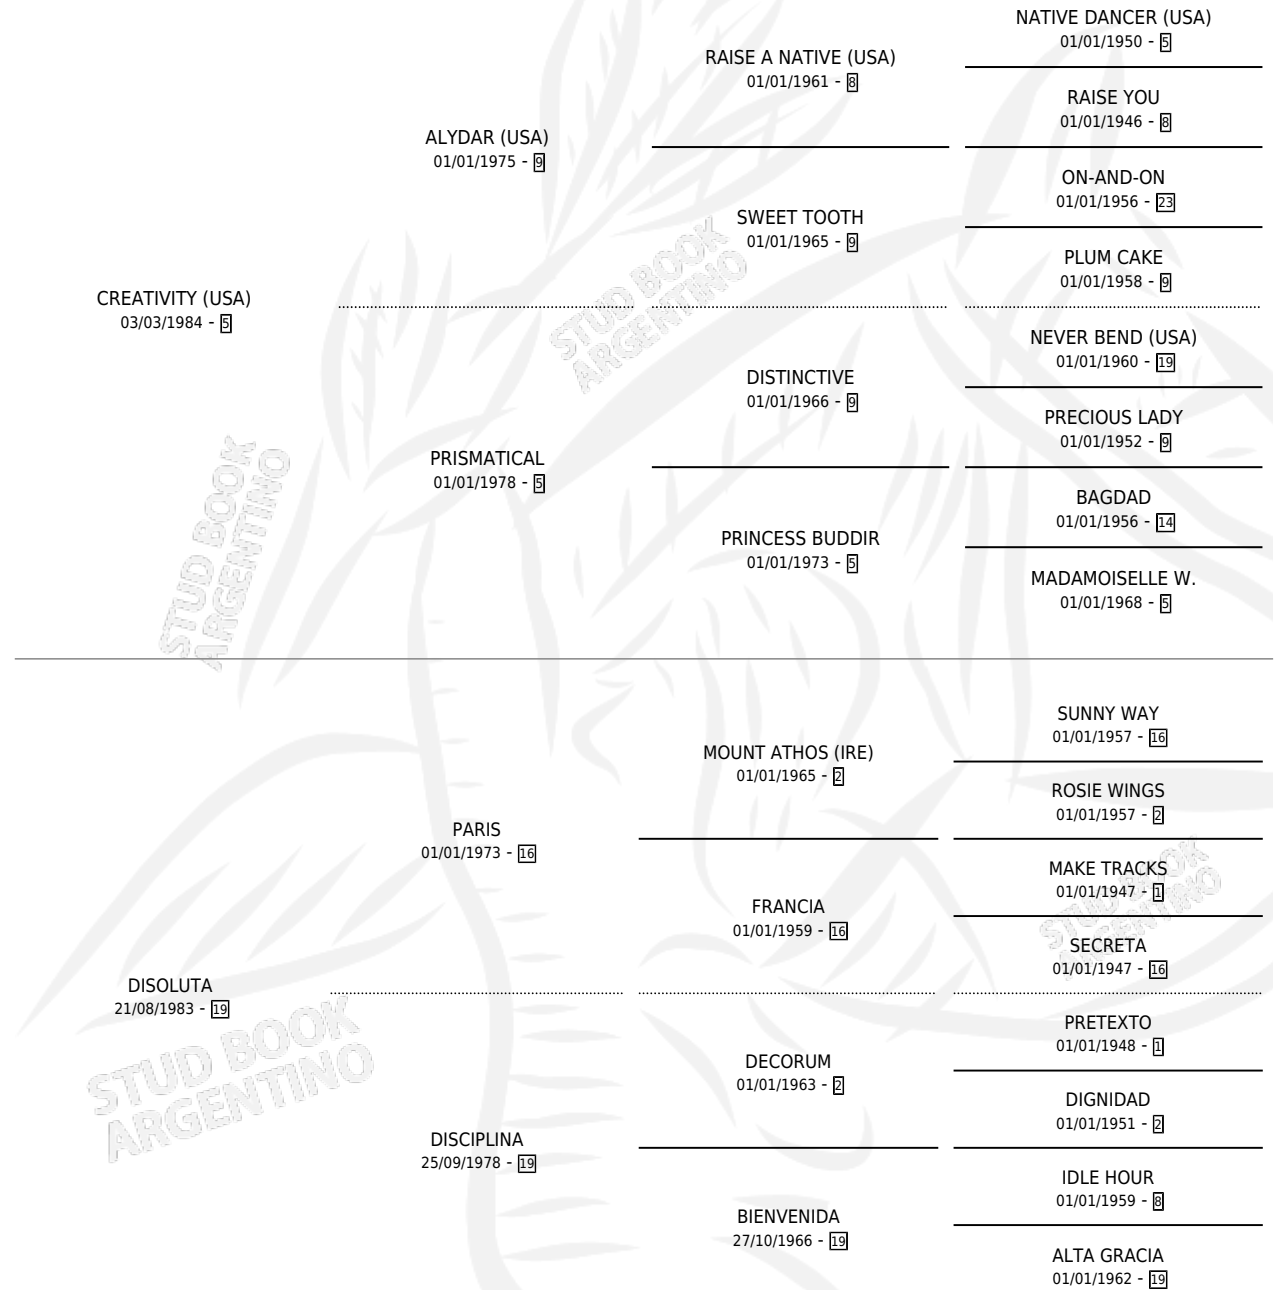 NATIVE DANCER (USA)
01/01/1950 - 5
RAISE A NATIVE (USA)
01/01/1961 - 8
RAISE YOU
01/01/1946 - 8
ALYDAR (USA)
01/01/1975 - 9
ON-AND-ON
01/01/1956 - 23
SWEET TOOTH
01/01/1965 - 9
PLUM CAKE
01/01/1958 - 9
CREATIVITY (USA)
03/03/1984 - 5
STUD BOOK
ARGENTINO
NEVER BEND (USA)
01/01/1960 - 19
DISTINCTIVE
01/01/1966 - 9
PRECIOUS LADY
01/01/1952 - 9
PRISMATICAL
01/01/1978 - 5
BAGDAD
01/01/1956 - 14
PRINCESS BUDDIR
01/01/1973 - 5
MADAMOISELLE W.
01/01/1968 - 5
STUD BOOK
ARGENTINO
SUNNY WAY
01/01/1957 - 16
MOUNT ATHOS (IRE)
01/01/1965 - 2
ROSIE WINGS
01/01/1957 - 2
PARIS
01/01/1973 - 16
MAKE TRACKS
01/01/1947 - 1
FRANCIA
01/01/1959 - 16
SECRETA
01/01/1947 - 16
STUD BOOK
ARGENTINO
DISOLUTA
21/08/1983 - 19
PRETEXTO
01/01/1948 - 1
DECORUM
01/01/1963 - 2
DIGNIDAD
01/01/1951 - 2
STUD BOOK
ARGENTINO
DISCIPLINA
25/09/1978 - 19
IDLE HOUR
01/01/1959 - 8
BIENVENIDA
27/10/1966 - 19
ALTA GRACIA
01/01/1962 - 19